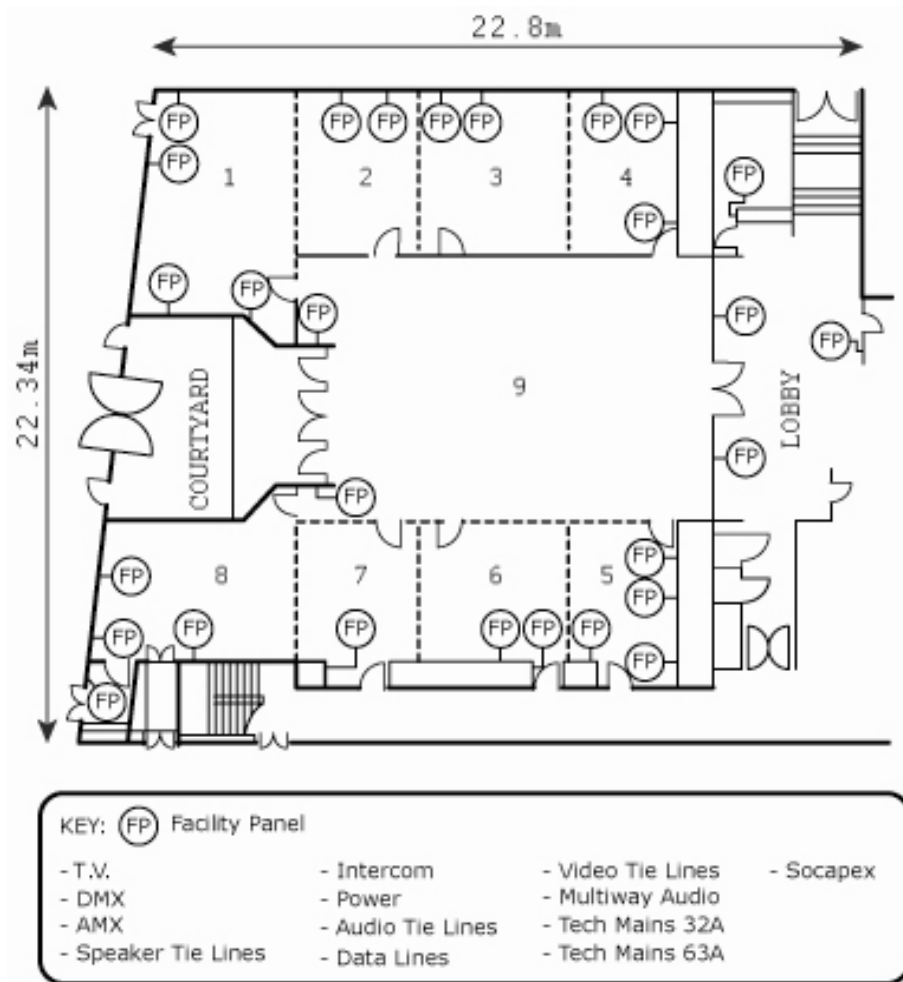 22.8m
FP FP FP FP FP FP FP
FP FP
1 2 3 4
FP
FP FP FP FP
FP
22.34m
COURTYARD
9
LOBBY
FP
FP
FP
FP 8 7 6 5 FP
FP FP FP FP FP FP
FP
FP
KEY: FP Facility Panel
- T.V. - Intercom - Video Tie Lines - Socapex
- DMX - Power - Multiway Audio
- AMX - Audio Tie Lines - Tech Mains 32A
- Speaker Tie Lines - Data Lines - Tech Mains 63A